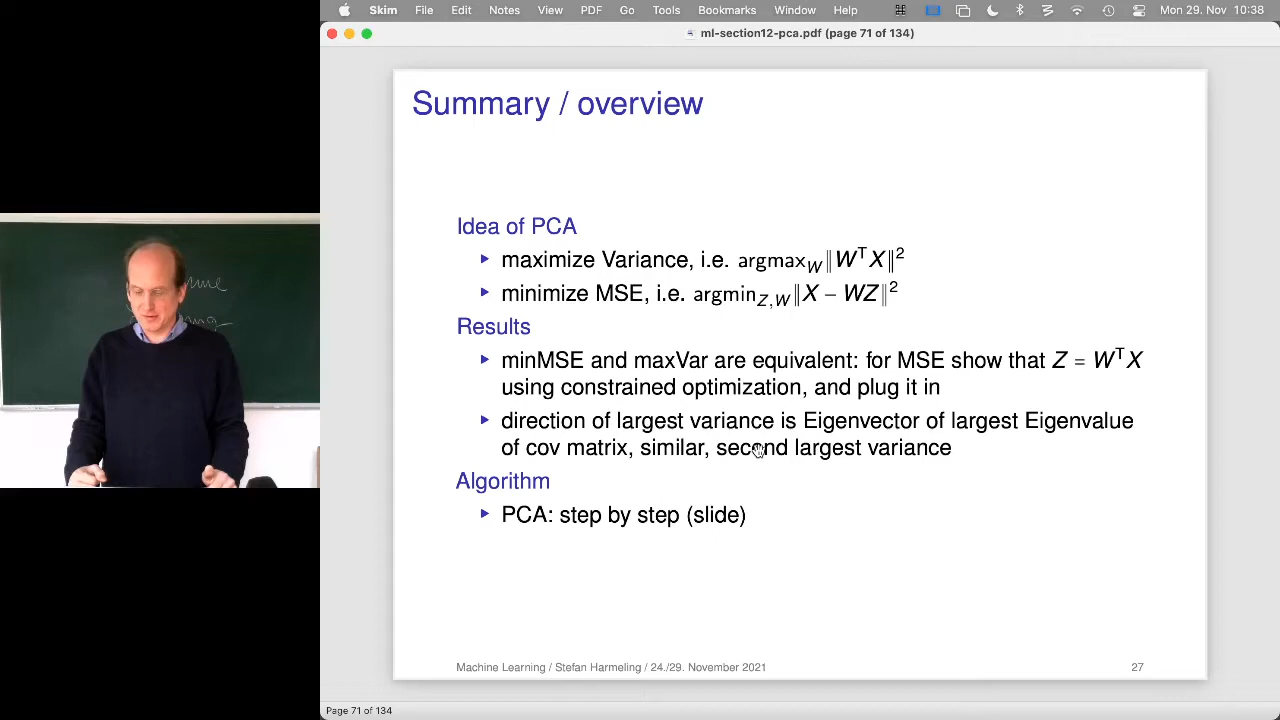 Skim File Edit Notes View PDF Go Tools Bookmarks Window Help Mon 29. Nov 10:38
ml-section12-pca.pdf (page 71 of 134)
Summary / overview
Idea of PCA
▸ maximize Variance, i.e. argmax_W ‖WᵀX‖²
▸ minimize MSE, i.e. argmin_{Z,W} ‖X – WZ‖²
Results
▸ minMSE and maxVar are equivalent: for MSE show that Z = WᵀX
using constrained optimization, and plug it in
▸ direction of largest variance is Eigenvector of largest Eigenvalue
of cov matrix, similar, second largest variance
Algorithm
▸ PCA: step by step (slide)
Machine Learning / Stefan Harmeling / 24./29. November 2021 27
Page 71 of 134